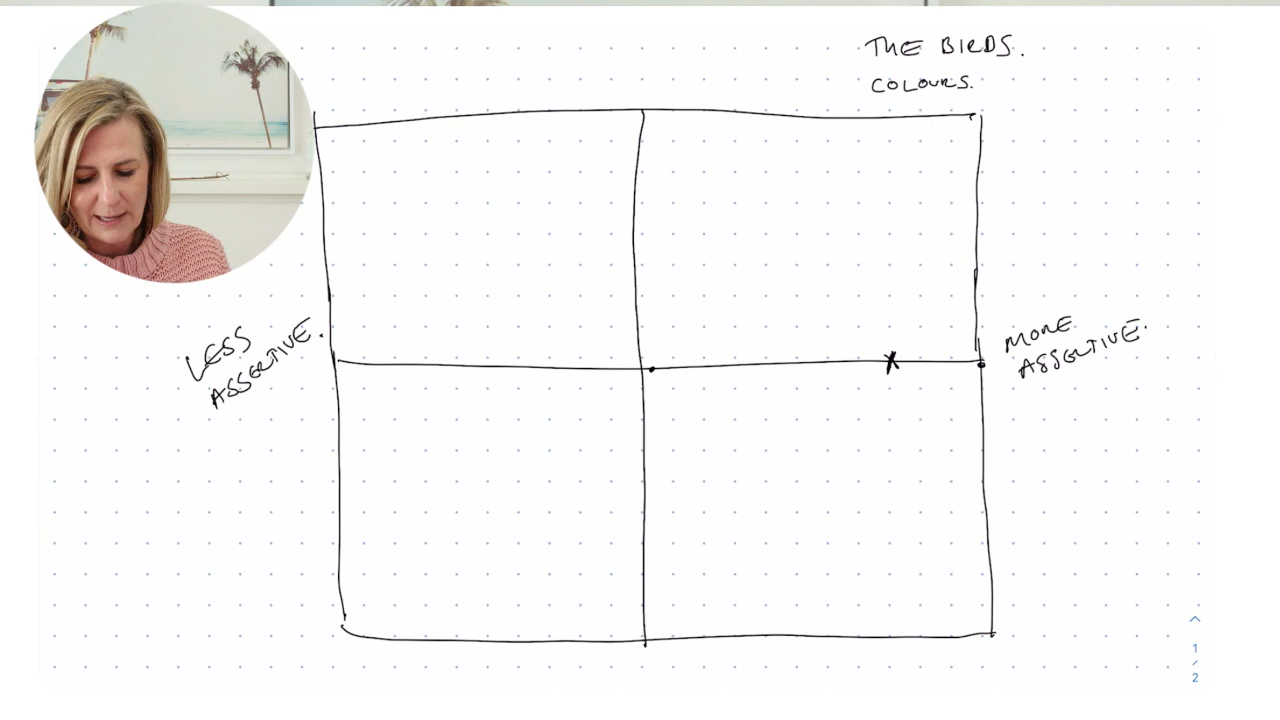 THE BIRDS.
COLOURS.
LESS
ASSERTIVE.
MORE
ASSERTIVE.
1
/
2